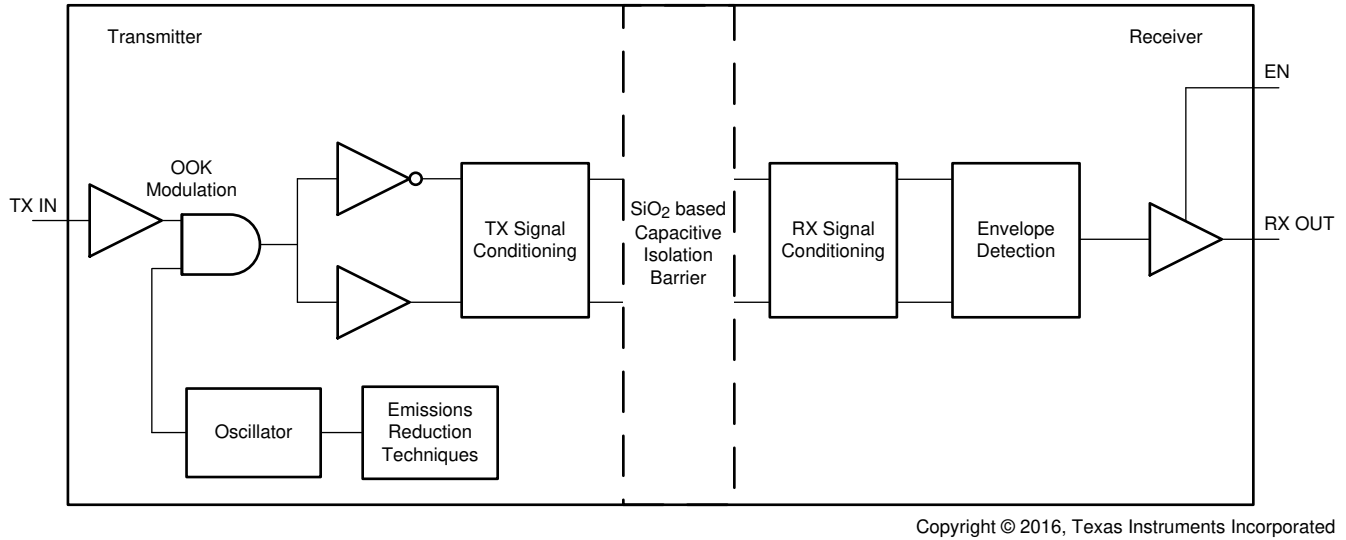 Transmitter
Receiver
EN
OOK
Modulation
TX IN
TX Signal
Conditioning
SiO2 based
Capacitive
Isolation
Barrier
RX Signal
Conditioning
Envelope
Detection
RX OUT
Oscillator
Emissions
Reduction
Techniques
Copyright © 2016, Texas Instruments Incorporated